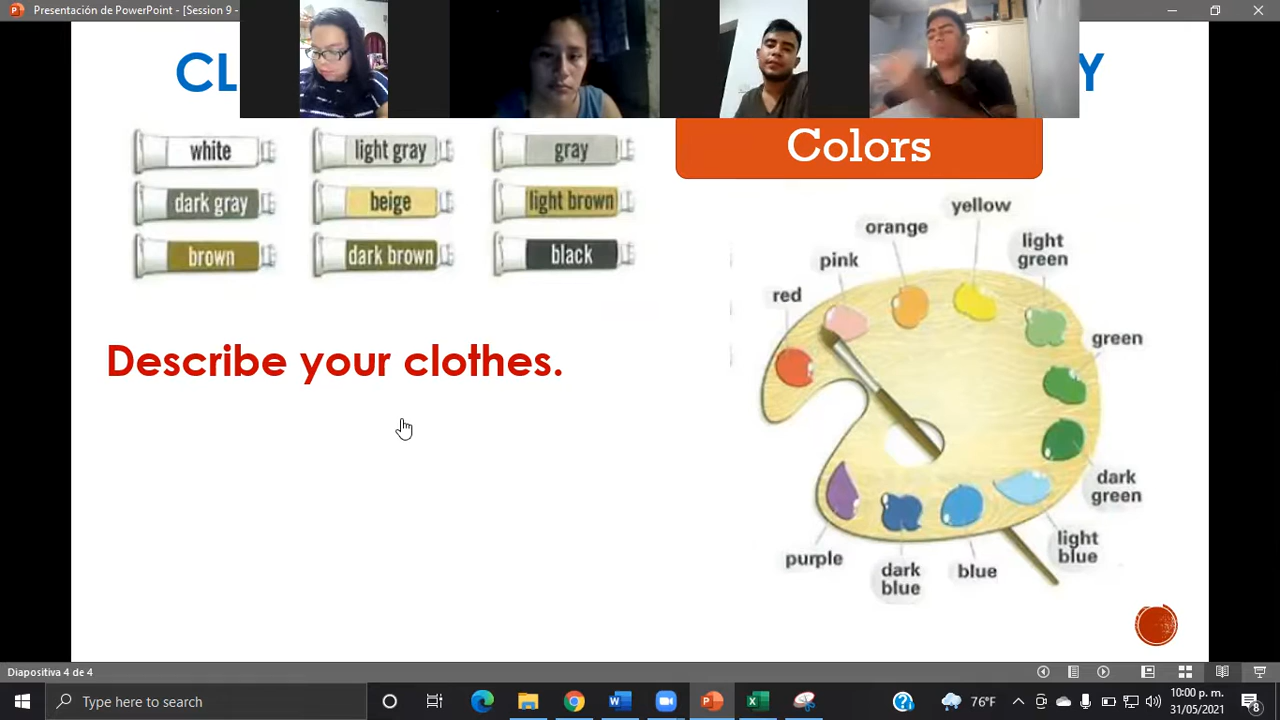 Presentación de PowerPoint - [Session 9 -
CL
Y
white
light gray
gray
dark gray
beige
light brown
brown
dark brown
black
Colors
Describe your clothes.
yellow
orange
light
green
pink
red
green
dark
green
light
blue
blue
dark
blue
purple
Diapositiva 4 de 4
Type here to search
76°F
10:00 p. m.
31/05/2021
8